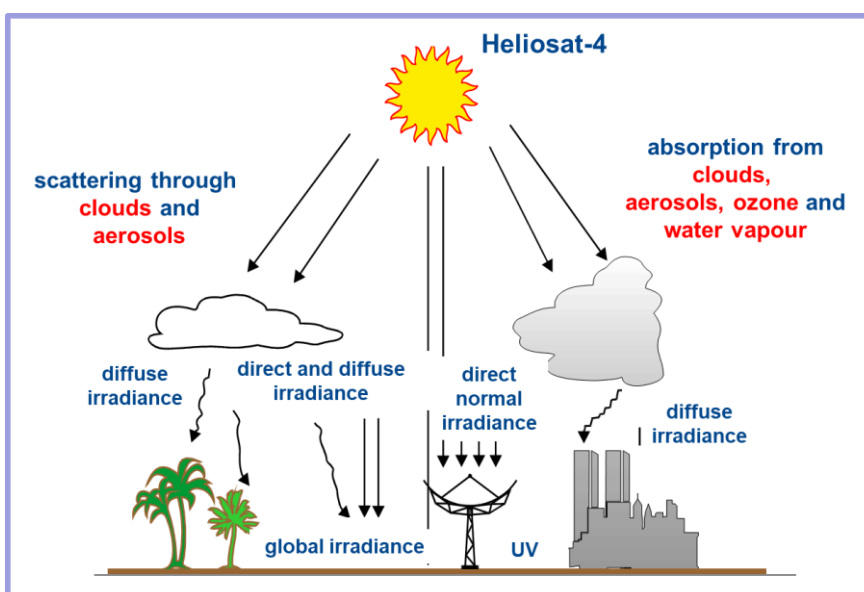 Heliosat-4
scattering through
clouds and
aerosols
absorption from
clouds,
aerosols, ozone and
water vapour
diffuse
irradiance
direct and diffuse
irradiance
direct
normal
irradiance
diffuse
irradiance
global irradiance
UV